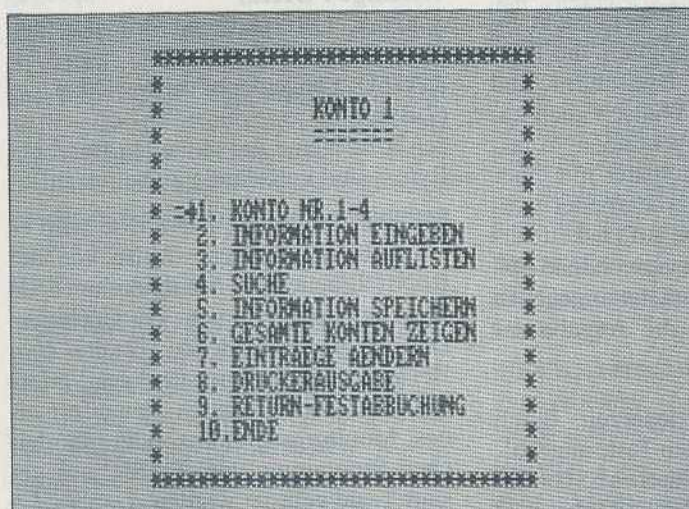 *******************************
* *
* KONTO 1 *
* ======= *
* *
* *
* =>1. KONTO NR.1-4 *
* 2. INFORMATION EINGEBEN *
* 3. INFORMATION AUFLISTEN *
* 4. SUCHE *
* 5. INFORMATION SPEICHERN *
* 6. GESAMTE KONTEN ZEIGEN *
* 7. EINTRAEGE AENDERN *
* 8. DRUCKERAUSGABE *
* 9. RETURN-FESTABBUCHUNG *
* 10.ENDE *
* *
*******************************